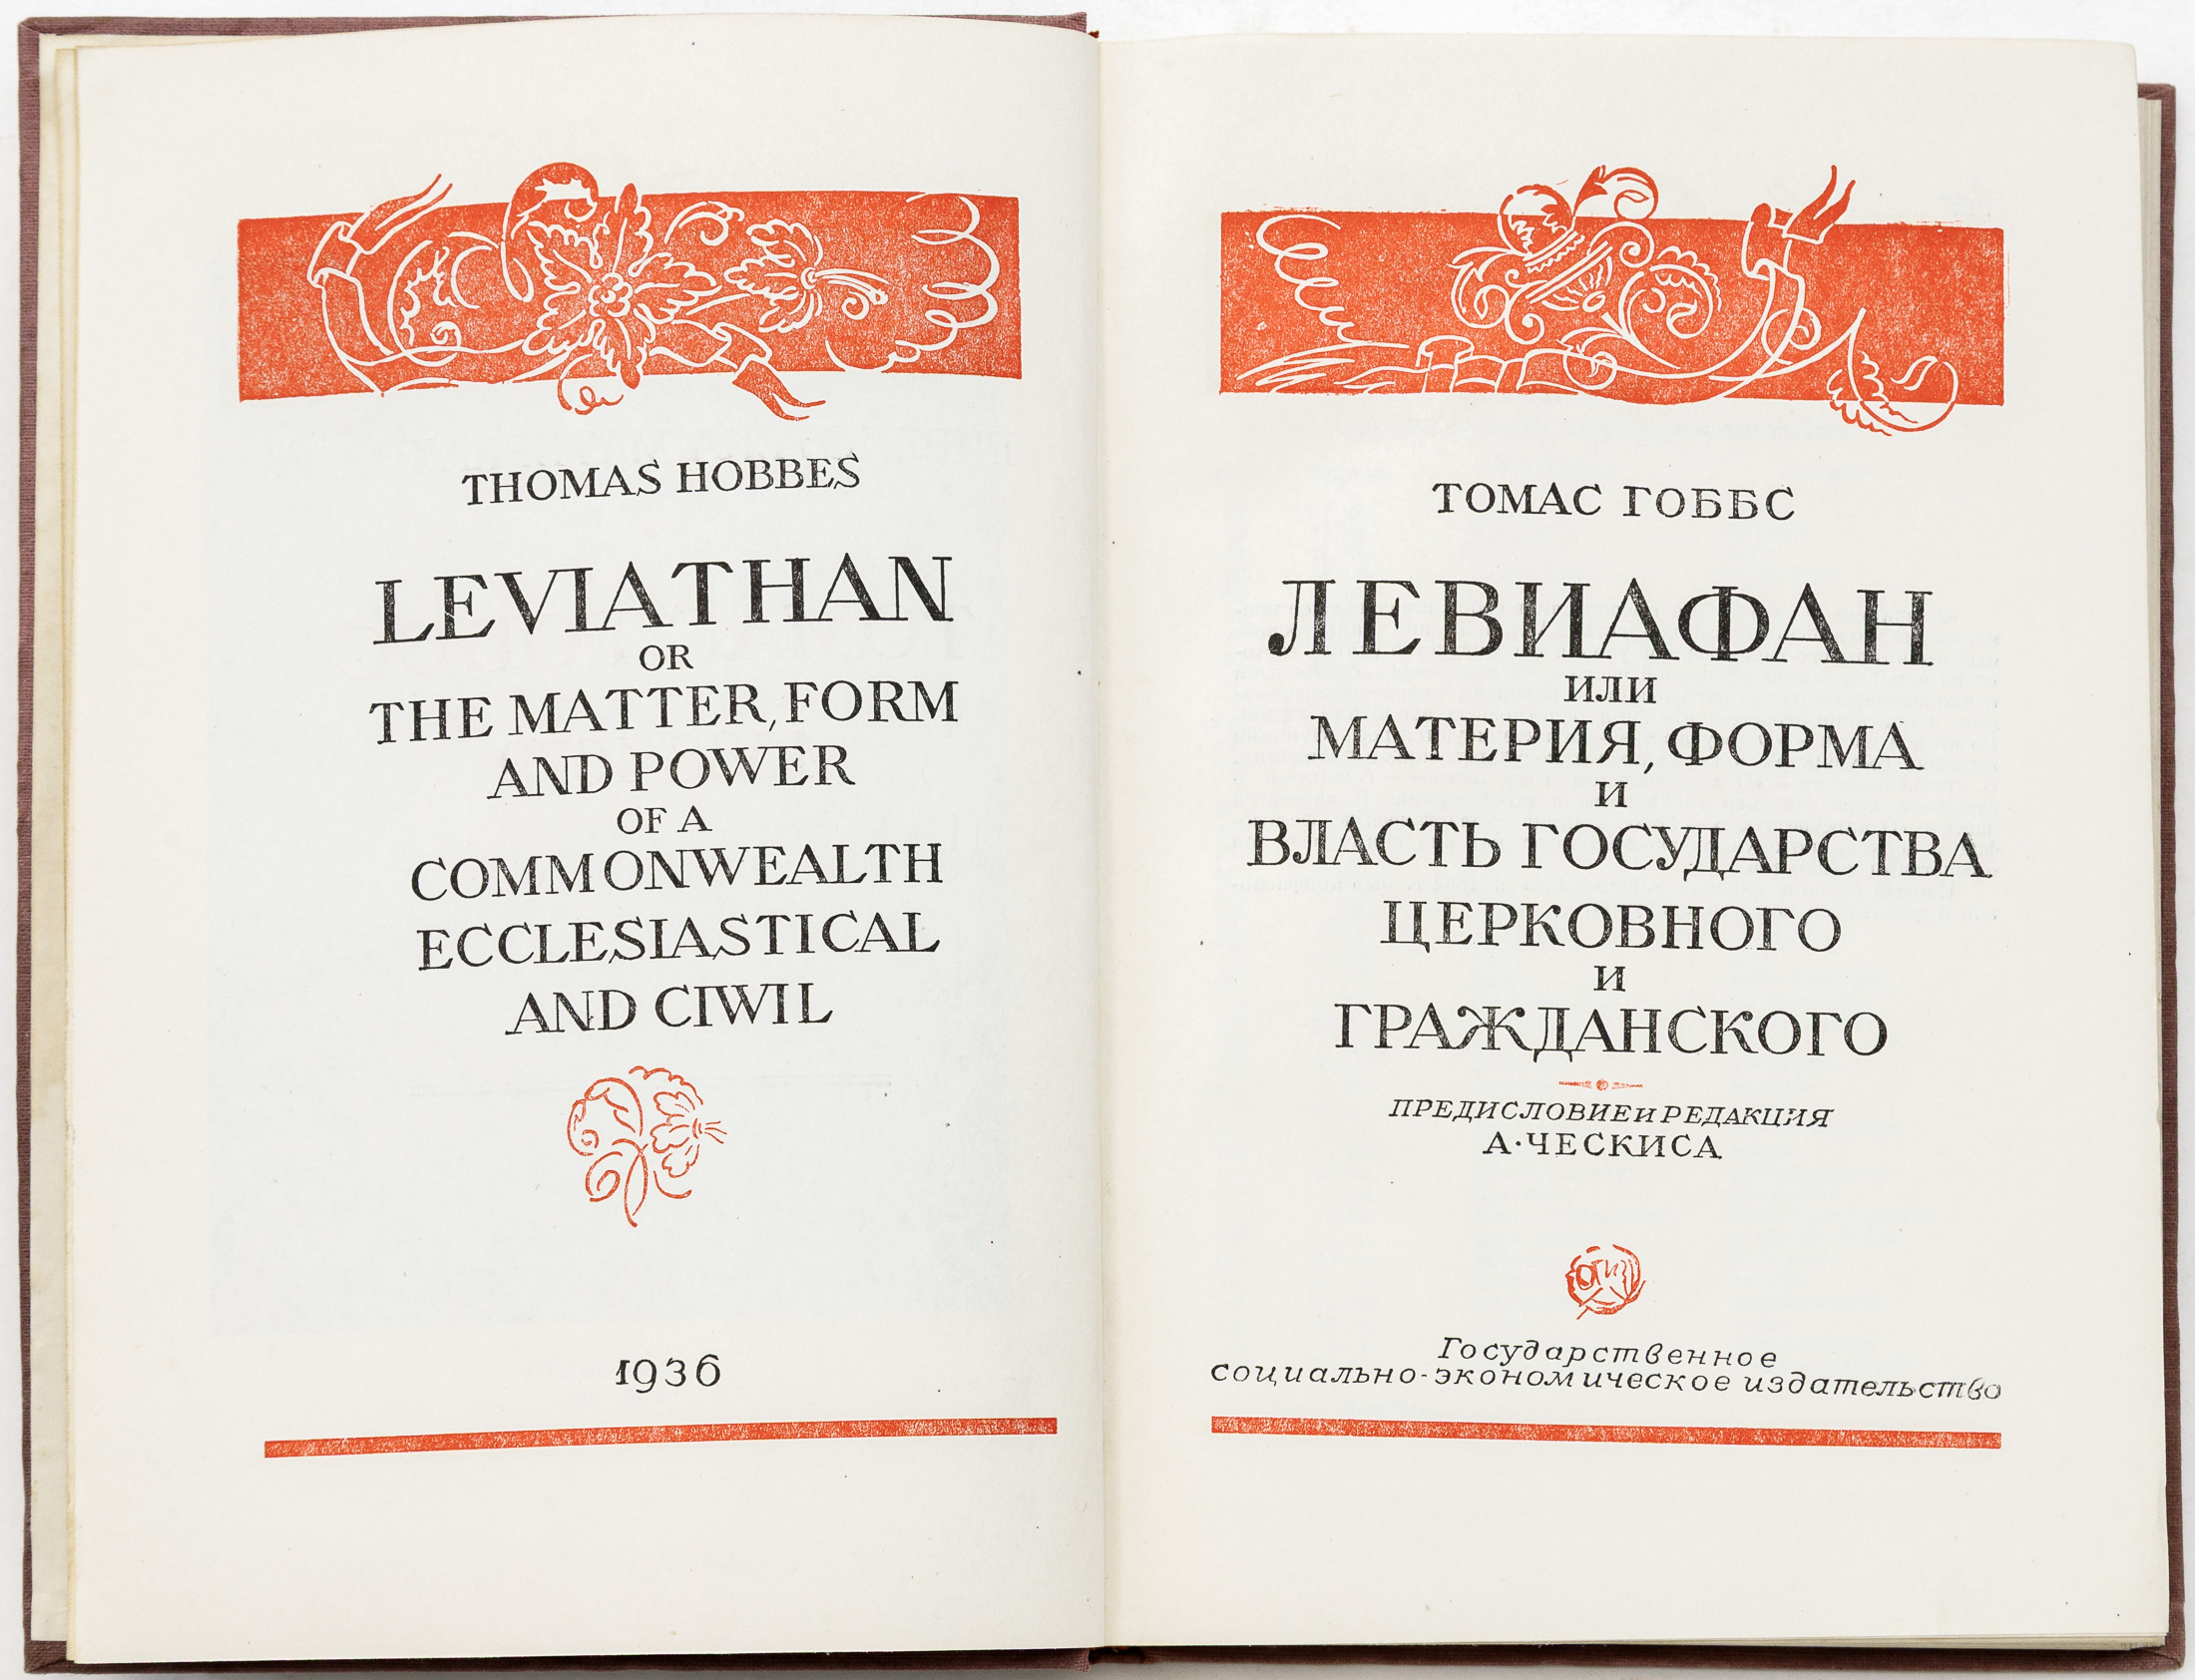 THOMAS HOBBES
LEVIATHAN
OR
THE MATTER, FORM
AND POWER
OF A
COMMONWEALTH
ECCLESIASTICAL
AND CIWIL
1936
ТОМАС ГОББС
ЛЕВИАФАН
ИЛИ
МАТЕРИЯ, ФОРМА
И
ВЛАСТЬ ГОСУДАРСТВА
ЦЕРКОВНОГО
И
ГРАЖДАНСКОГО
ПРЕДИСЛОВИЕ и РЕДАКЦИЯ
А·ЧЕСКИСА
ОГИЗ
Государственное
социально-экономическое издательство